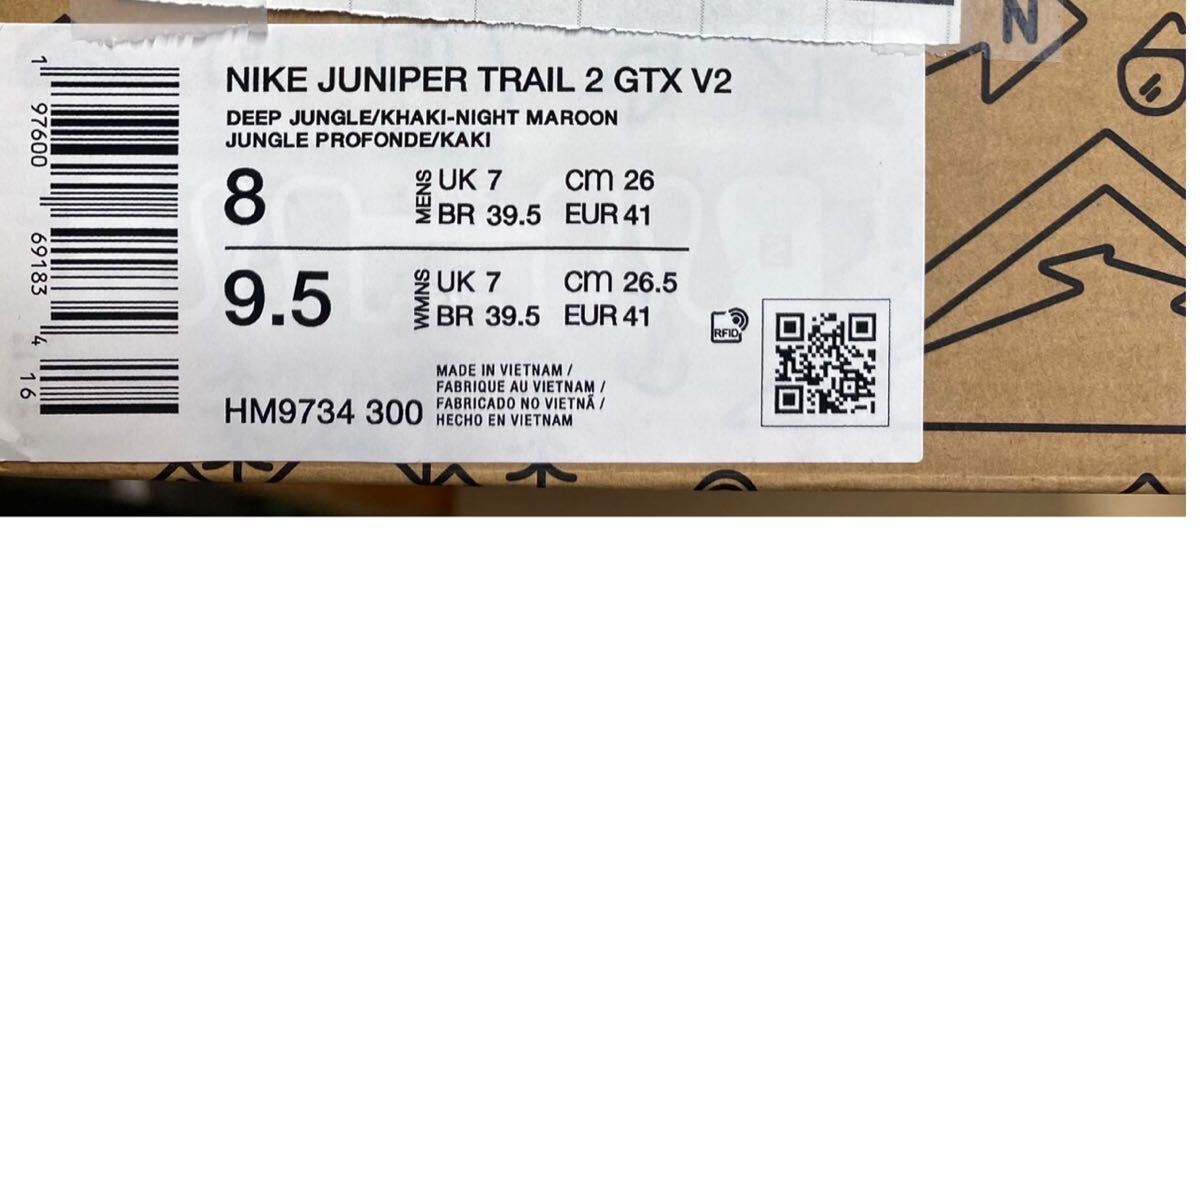 N
NIKE JUNIPER TRAIL 2 GTX V2
DEEP JUNGLE/KHAKI-NIGHT MAROON
JUNGLE PROFONDE/KAKI
8 MENS UK 7 cm 26
BR 39.5 EUR 41
9.5 WMNS UK 7 cm 26.5
BR 39.5 EUR 41
RFID
HM9734 300
MADE IN VIETNAM /
FABRIQUE AU VIETNAM /
FABRICADO NO VIETNÃ /
HECHO EN VIETNAM
1 97600 69183 4 16